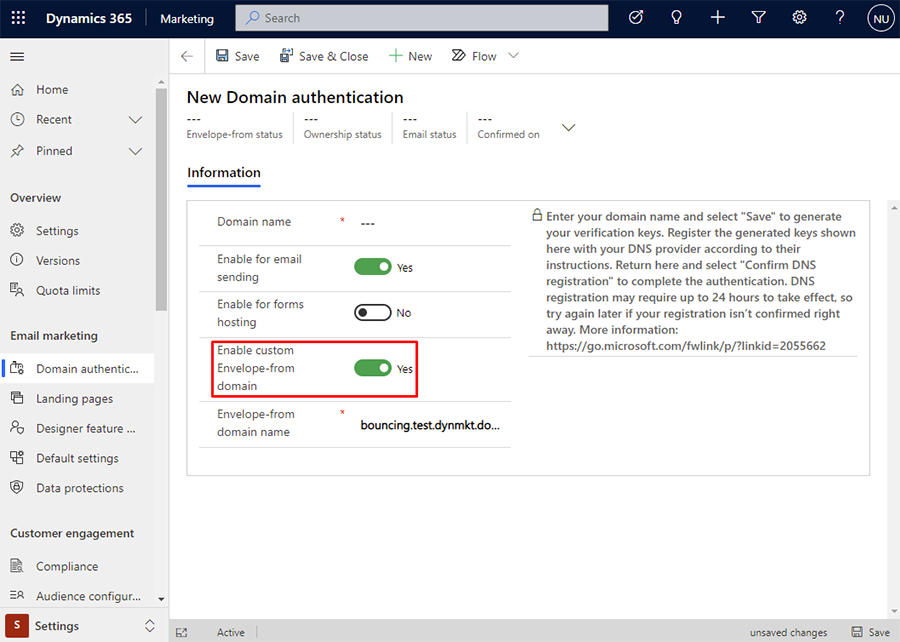 Dynamics 365
Marketing
Search
NU
Save
Save & Close
New
Flow
Home
Recent
Pinned
Overview
Settings
Versions
Quota limits
Email marketing
Domain authentic...
Landing pages
Designer feature ...
Default settings
Data protections
Customer engagement
Compliance
Audience configur...
S
Settings
New Domain authentication
---
Envelope-from status
---
Ownership status
---
Email status
---
Confirmed on
Information
Domain name
*
---
Enable for email
sending
Yes
Enable for forms
hosting
No
Enable custom
Envelope-from
domain
Yes
Envelope-from
domain name
*
bouncing.test.dynmkt.do...
Enter your domain name and select "Save" to generate
your verification keys. Register the generated keys shown
here with your DNS provider according to their
instructions. Return here and select "Confirm DNS
registration" to complete the authentication. DNS
registration may require up to 24 hours to take effect, so
try again later if your registration isn't confirmed right
away. More information:
https://go.microsoft.com/fwlink/p/?linkid=2055662
Active
unsaved changes
Save